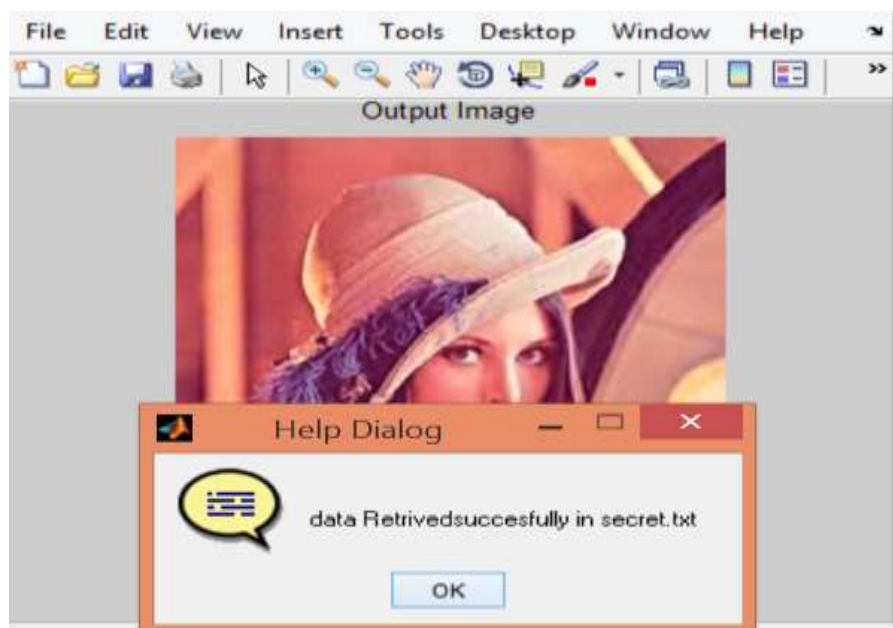 File Edit View Insert Tools Desktop Window Help
Output Image
Help Dialog
data Retrivedsuccesfully in secret.txt
OK